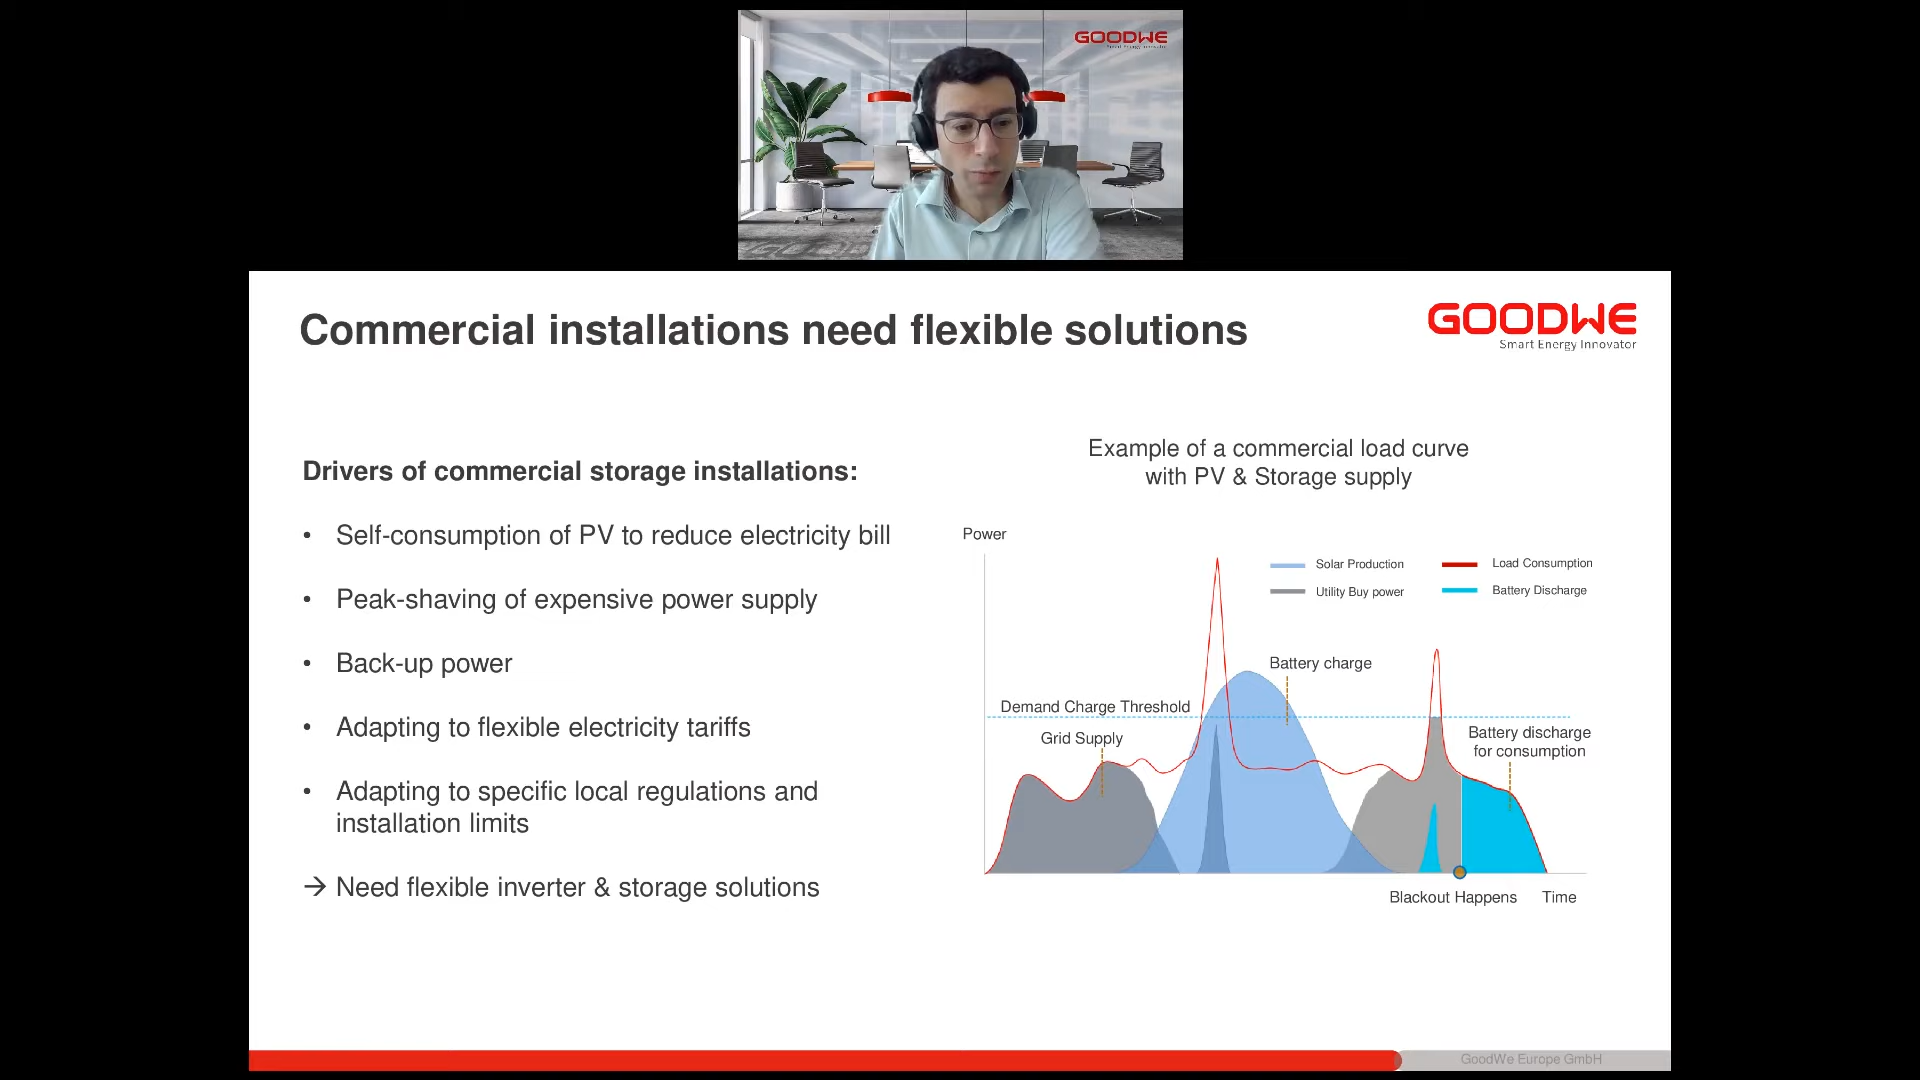 GOODWE
Smart Energy Innovator
Commercial installations need flexible solutions
GOODWE
Smart Energy Innovator
Drivers of commercial storage installations:
• Self-consumption of PV to reduce electricity bill
• Peak-shaving of expensive power supply
• Back-up power
• Adapting to flexible electricity tariffs
• Adapting to specific local regulations and
installation limits
→ Need flexible inverter & storage solutions
Example of a commercial load curve
with PV & Storage supply
Power
Solar Production
Load Consumption
Utility Buy power
Battery Discharge
Battery charge
Demand Charge Threshold
Grid Supply
Battery discharge
for consumption
Blackout Happens
Time
GoodWe Europe GmbH